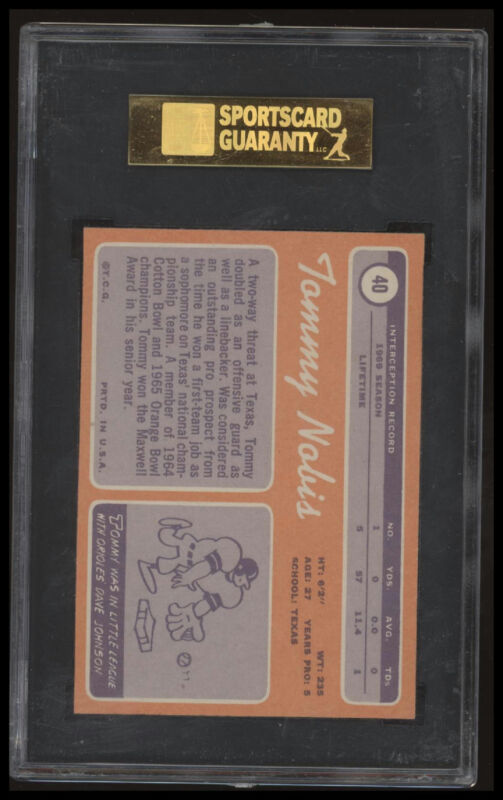 SPORTSCARD
GUARANTY LLC
40
INTERCEPTION RECORD NO. YDS. AVG. TDs
1969 SEASON 1 0 0.0 0
LIFETIME 5 57 11.4 1
Tommy Nobis
HT: 6'2" WT: 235
AGE: 27 YEARS PRO: 5
SCHOOL: TEXAS
A two-way threat at Texas, Tommy
doubled as an offensive guard as
well as a linebacker. Was considered
an outstanding pro prospect from
the time he won a first-team job as
a sophomore on Texas' national cham-
pionship team. A member of 1964
Cotton Bowl and 1965 Orange Bowl
champions, Tommy won the Maxwell
Award in his senior year.
©T.C.G. PRTD. IN U.S.A.
TOMMY WAS IN LITTLE LEAGUE
WITH ORIOLE'S DAVE JOHNSON